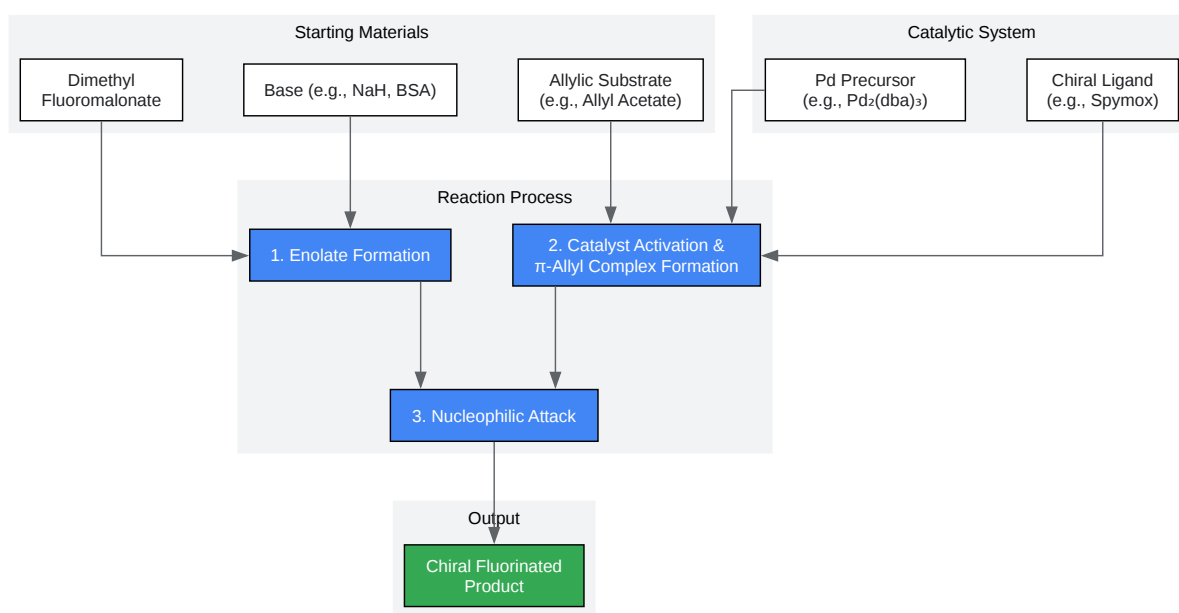 Starting Materials
Catalytic System
Dimethyl
Fluoromalonate
Base (e.g., NaH, BSA)
Allylic Substrate
(e.g., Allyl Acetate)
Pd Precursor
(e.g., Pd₂(dba)₃)
Chiral Ligand
(e.g., Spymox)
Reaction Process
1. Enolate Formation
2. Catalyst Activation &
π-Allyl Complex Formation
3. Nucleophilic Attack
Output
Chiral Fluorinated
Product